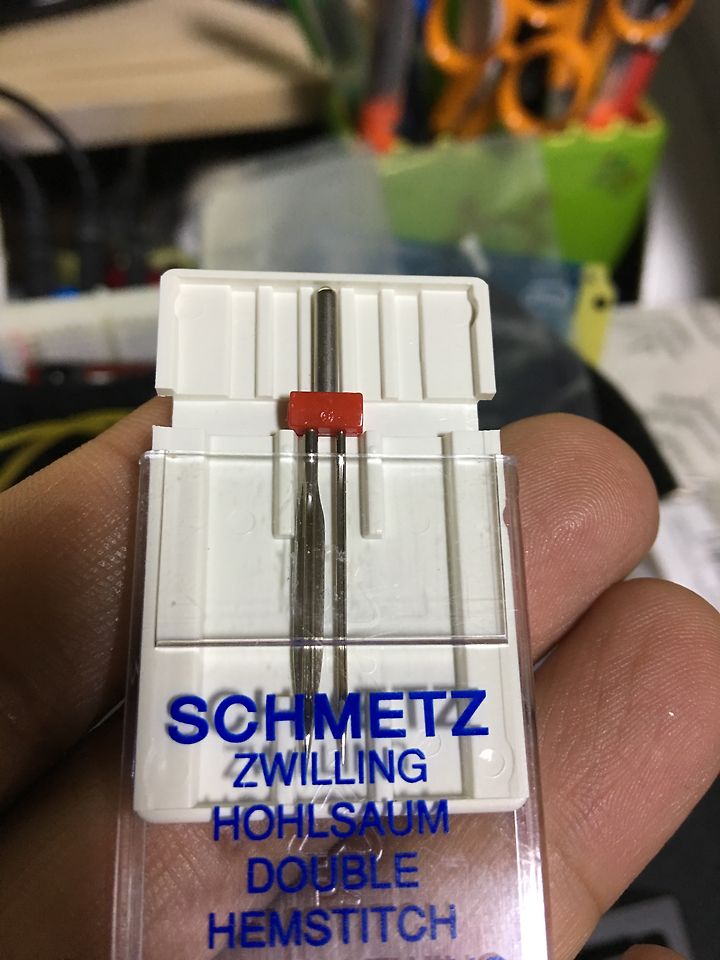 SCHMETZ
ZWILLING
HOHLSAUM
DOUBLE
HEMSTITCH